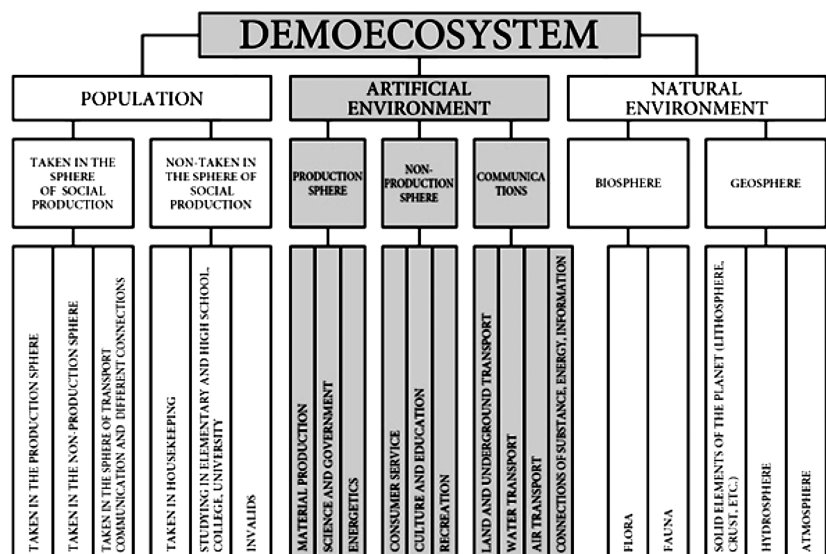 DEMOECOSYSTEM
POPULATION
ARTIFICIAL
ENVIRONMENT
NATURAL
ENVIRONMENT
TAKEN IN THE
SPHERE
OF SOCIAL
PRODUCTION
NON-TAKEN IN
THE SPHERE OF
SOCIAL
PRODUCTION
PRODUCTION
SPHERE
NON-
PRODUCTION
SPHERE
COMMUNICA
TIONS
BIOSPHERE
GEOSPHERE
TAKEN IN THE PRODUCTION SPHERE
TAKEN IN THE NON-PRODUCTION SPHERE
TAKEN IN THE SPHERE OF TRANSPORT
COMMUNICATION AND DIFFERENT CONNECTIONS
TAKEN IN HOUSEKEEPING
STUDYING IN ELEMENTARY AND HIGH SCHOOL,
COLLEGE, UNIVERSITY
INVALIDS
MATERIAL PRODUCTION
SCIENCE AND GOVERNMENT
ENERGETICS
CONSUMER SERVICE
CULTURE AND EDUCATION
RECREATION
LAND AND UNDERGROUND TRANSPORT
WATER TRANSPORT
AIR TRANSPORT
CONNECTIONS OF SUBSTANCE, ENERGY, INFORMATION
FLORA
FAUNA
SOLID ELEMENTS OF THE PLANET (LITHOSPHERE,
CRUST, ETC.)
HYDROSPHERE
ATMOSPHERE